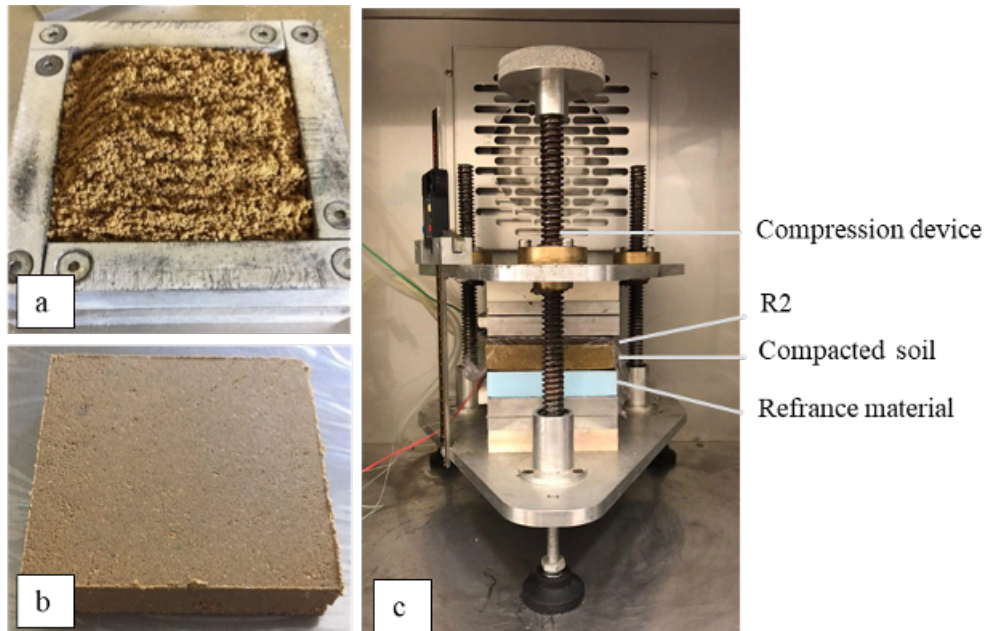 a
b
c
Compression device
R2
Compacted soil
Refrance material